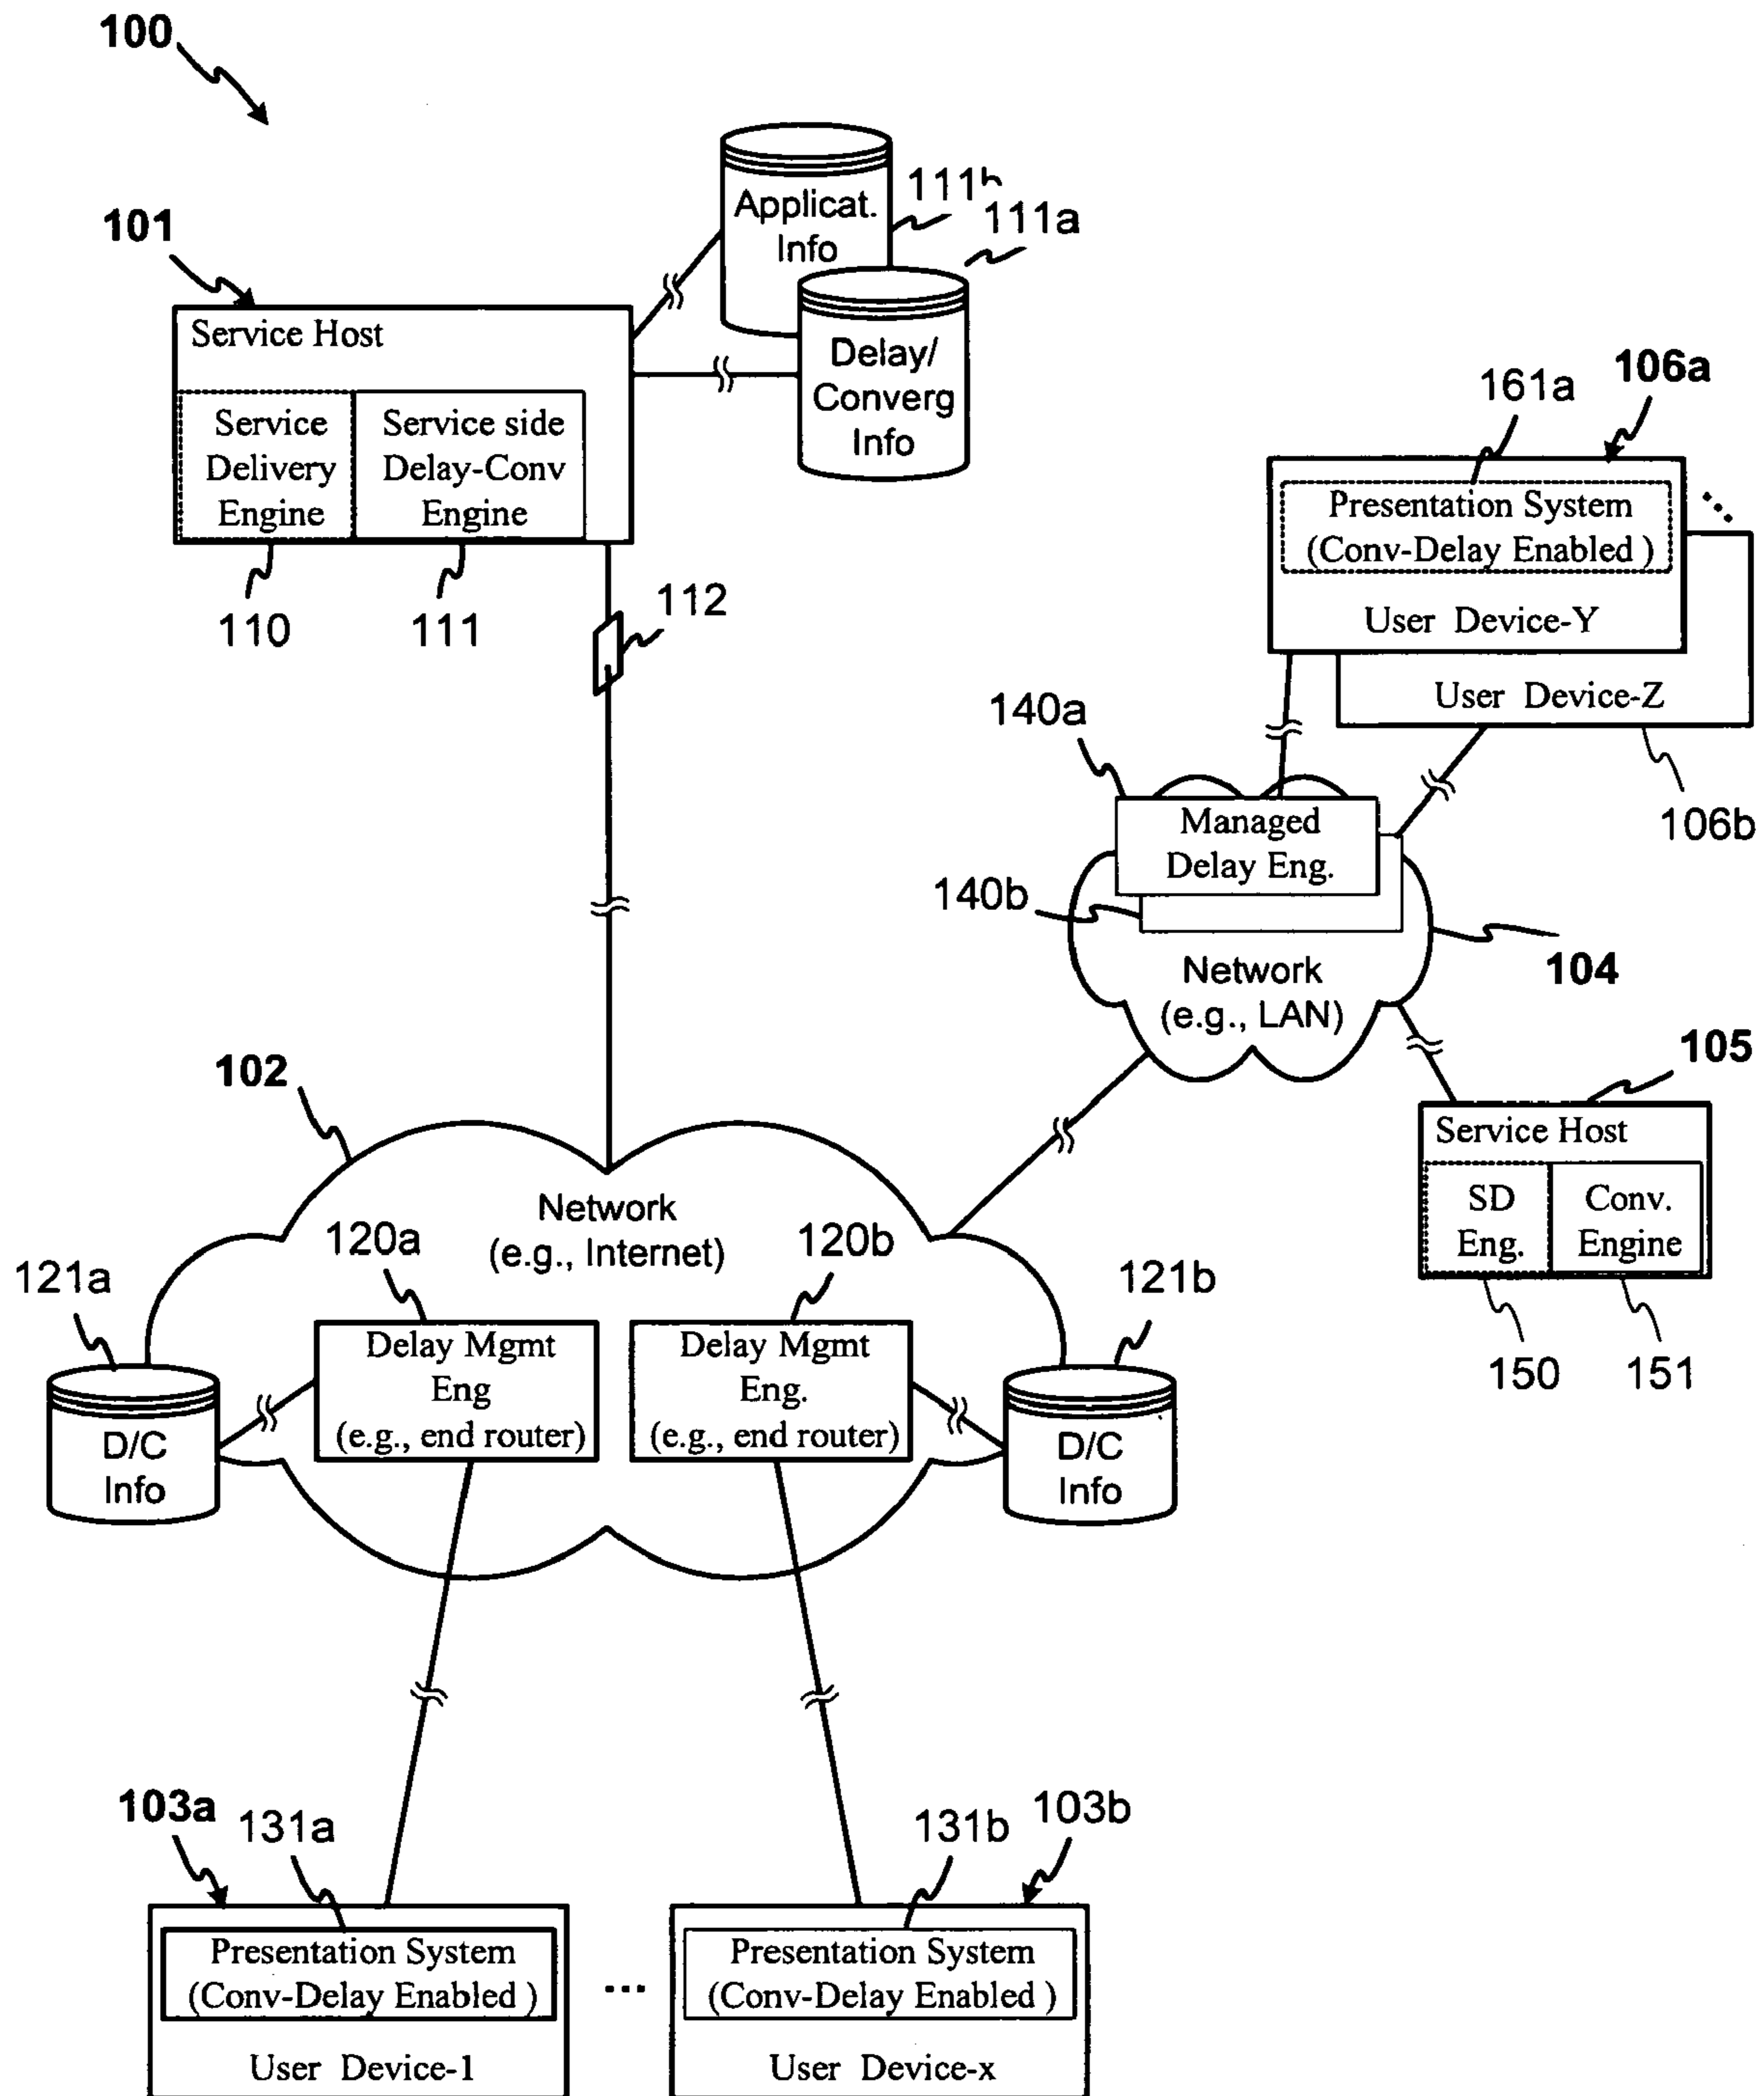 100
Applicat.
Info
111b
111a
101
Service Host
Delay/
Converg
Info
Service
Delivery
Engine
Service side
Delay-Conv
Engine
110
111
112
161a
106a
Presentation System
(Conv-Delay Enabled )
User Device-Y
User Device-Z
106b
140a
Managed
Delay Eng.
140b
Network
(e.g., LAN)
104
105
Service Host
SD
Eng.
Conv.
Engine
150
151
102
Network
(e.g., Internet)
120a
120b
121a
121b
Delay Mgmt
Eng
(e.g., end router)
Delay Mgmt
Eng.
(e.g., end router)
D/C
Info
D/C
Info
103a
131a
131b
103b
Presentation System
(Conv-Delay Enabled )
User Device-1
...
Presentation System
(Conv-Delay Enabled )
User Device-x